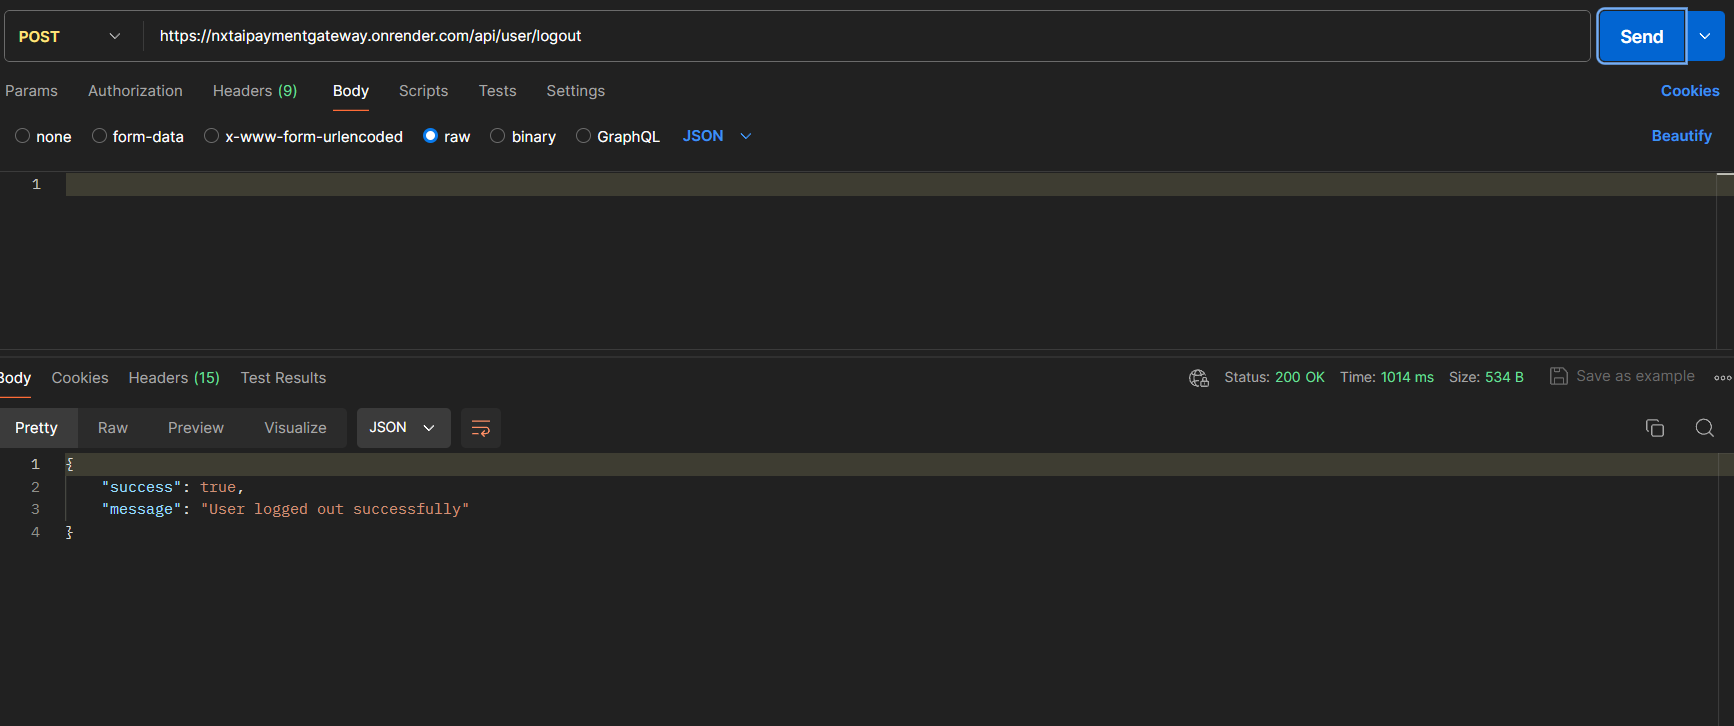 POST https://nxtaipaymentgateway.onrender.com/api/user/logout Send
Params Authorization Headers (9) Body Scripts Tests Settings Cookies
none form-data x-www-form-urlencoded raw binary GraphQL JSON Beautify
1
Body Cookies Headers (15) Test Results Status: 200 OK Time: 1014 ms Size: 534 B Save as example
Pretty Raw Preview Visualize JSON
1 {
2 "success": true,
3 "message": "User logged out successfully"
4 }